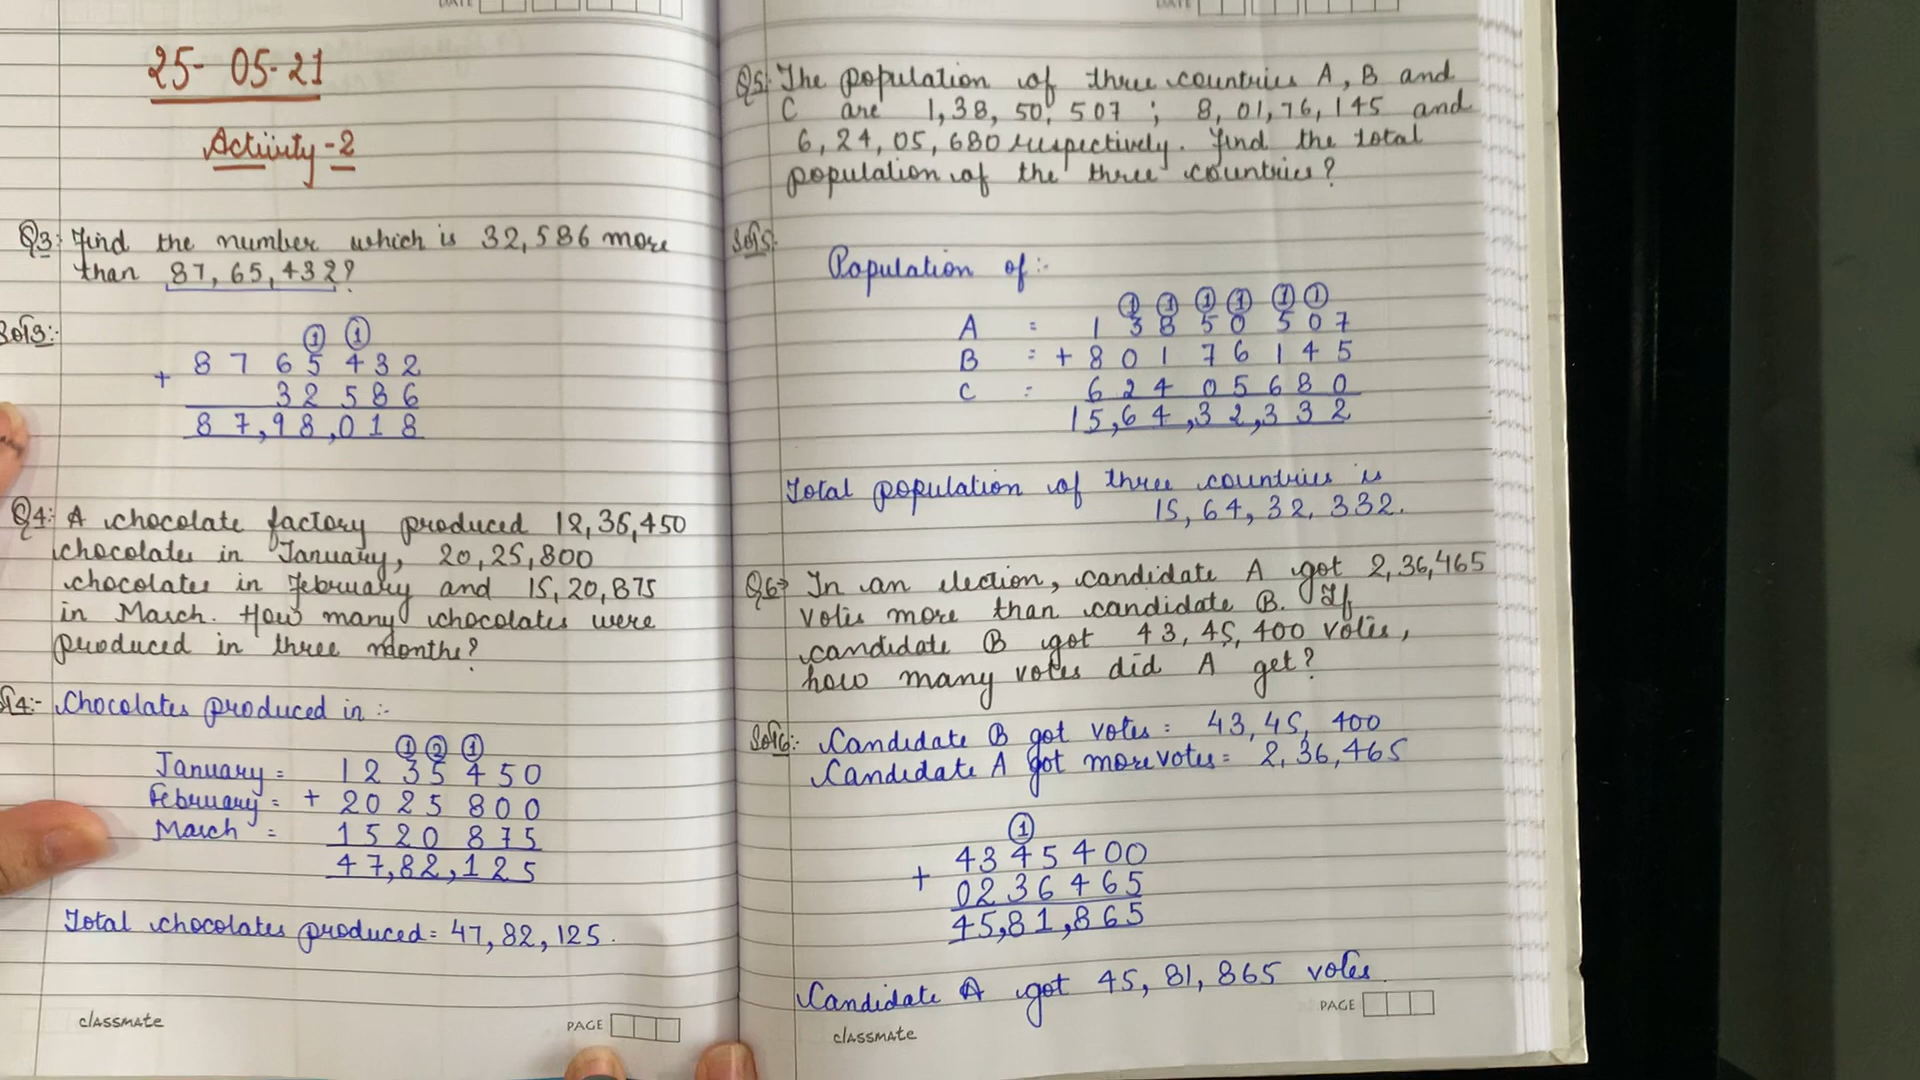 DATE
25-05-21
Activity-2
Q3: Find the number which is 32,586 more
than 87,65,432?
Sol3:-
1 1
8 7 6 5 4 3 2
+ 3 2 5 8 6
8 7,9 8,0 1 8
Q4: A chocolate factory produced 12,35,450
chocolates in January, 20,25,800
chocolates in February and 15,20,875
in March. How many chocolates were
produced in three months?
Chocolates produced in :-
1 2 1
January = 1 2 3 5 4 5 0
February = + 2 0 2 5 8 0 0
March = 1 5 2 0 8 7 5
4 7,8 2,1 2 5
Total chocolates produced = 47,82,125.
classmate
PAGE
DATE
Q5: The population of three countries A, B and
C are 1,38,50,507 ; 8,01,76,145 and
6,24,05,680 respectively. Find the total
population of the three countries?
Sol5:
Population of :-
1 1 1 1 1 1
A = 1 3 8 5 0 5 0 7
B = + 8 0 1 7 6 1 4 5
C = 6 2 4 0 5 6 8 0
15,6 4,3 2,3 3 2
Total population of three countries is
15,64,32,332.
Q6 In an election, candidate A got 2,36,465
votes more than candidate B. If
candidate B got 43,45,400 votes,
how many votes did A get?
Sol6:- Candidate B got votes = 43,45,400
Candidate A got more votes = 2,36,465
1
4 3 4 5 4 0 0
+ 0 2 3 6 4 6 5
4 5,8 1,8 6 5
Candidate A got 45,81,865 votes
PAGE
classmate